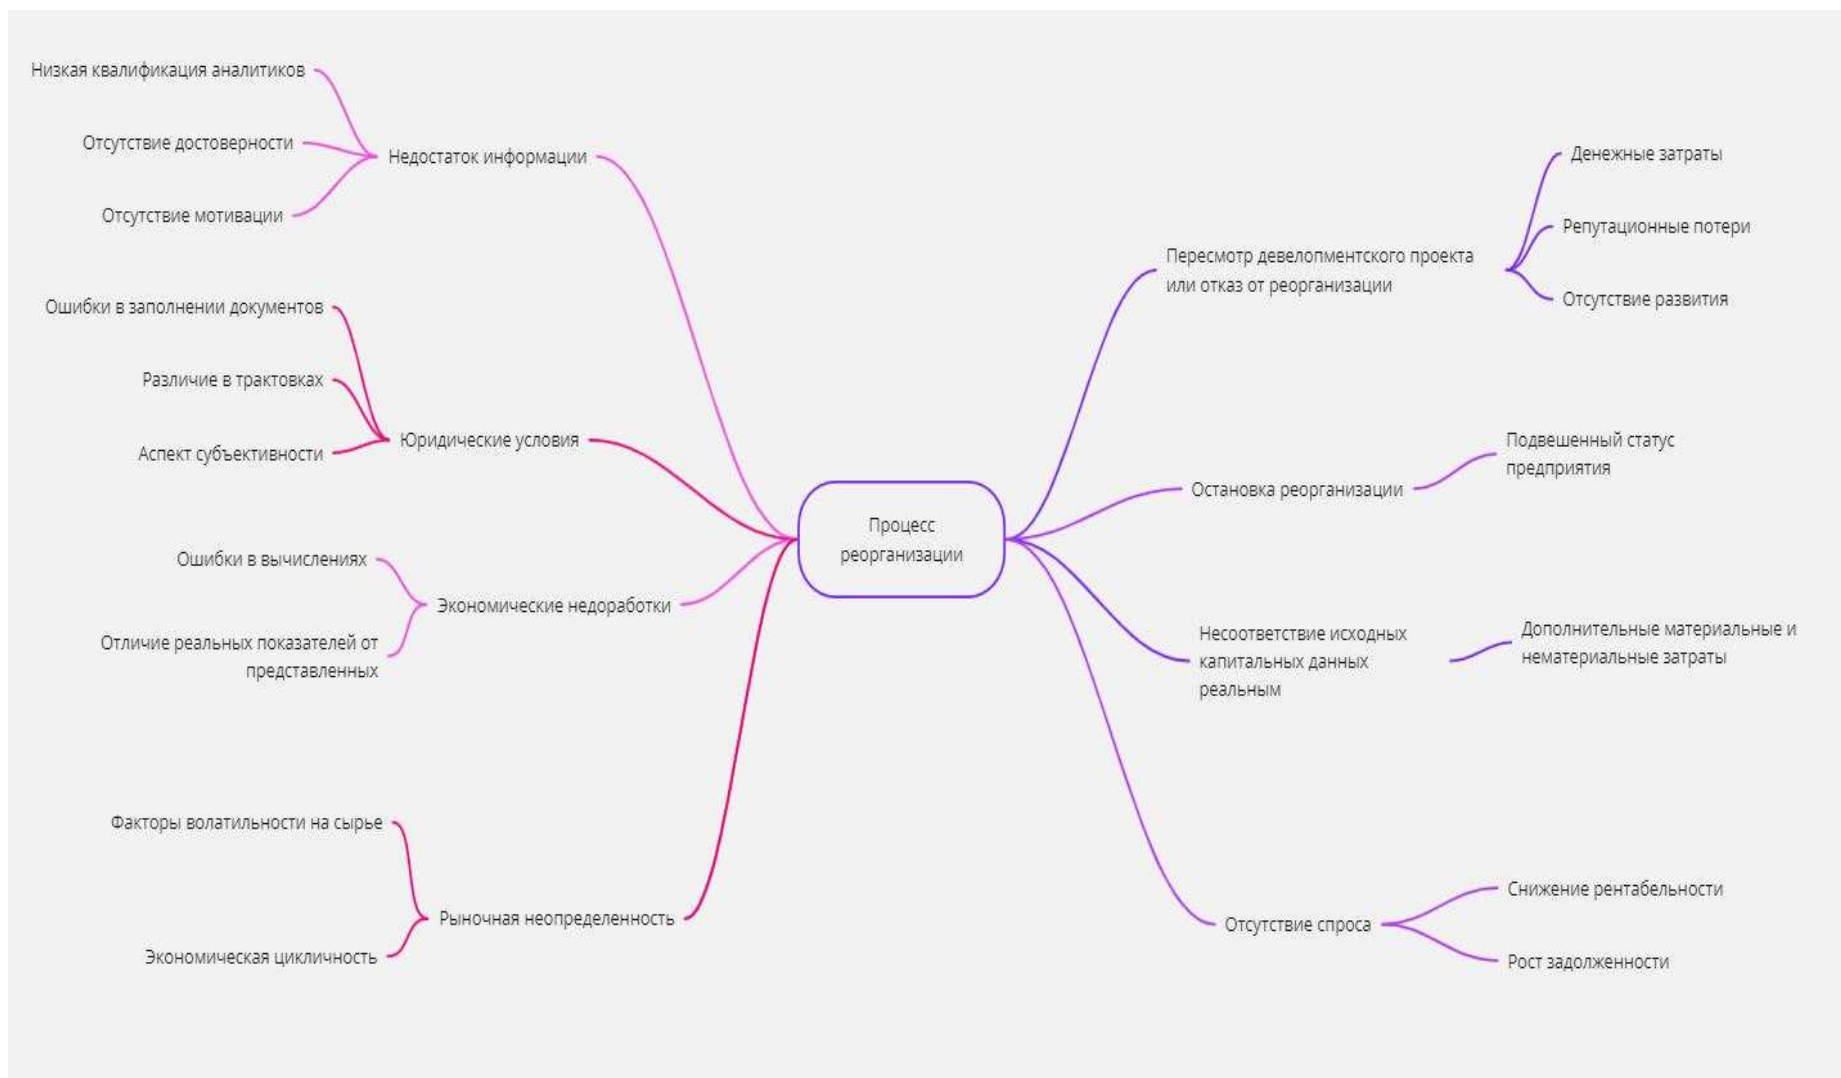 Низкая квалификация аналитиков
Отсутствие достоверности
Недостаток информации
Отсутствие мотивации
Ошибки в заполнении документов
Различие в трактовках
Юридические условия
Аспект субъективности
Ошибки в вычислениях
Экономические недоработки
Отличие реальных показателей от
представленных
Факторы волатильности на сырье
Рыночная неопределенность
Экономическая цикличность
Процесс
реорганизации
Пересмотр девелопментского проекта
или отказ от реорганизации
Денежные затраты
Репутационные потери
Отсутствие развития
Остановка реорганизации
Подвешенный статус
предприятия
Несоответствие исходных
капитальных данных
реальным
Дополнительные материальные и
нематериальные затраты
Отсутствие спроса
Снижение рентабельности
Рост задолженности